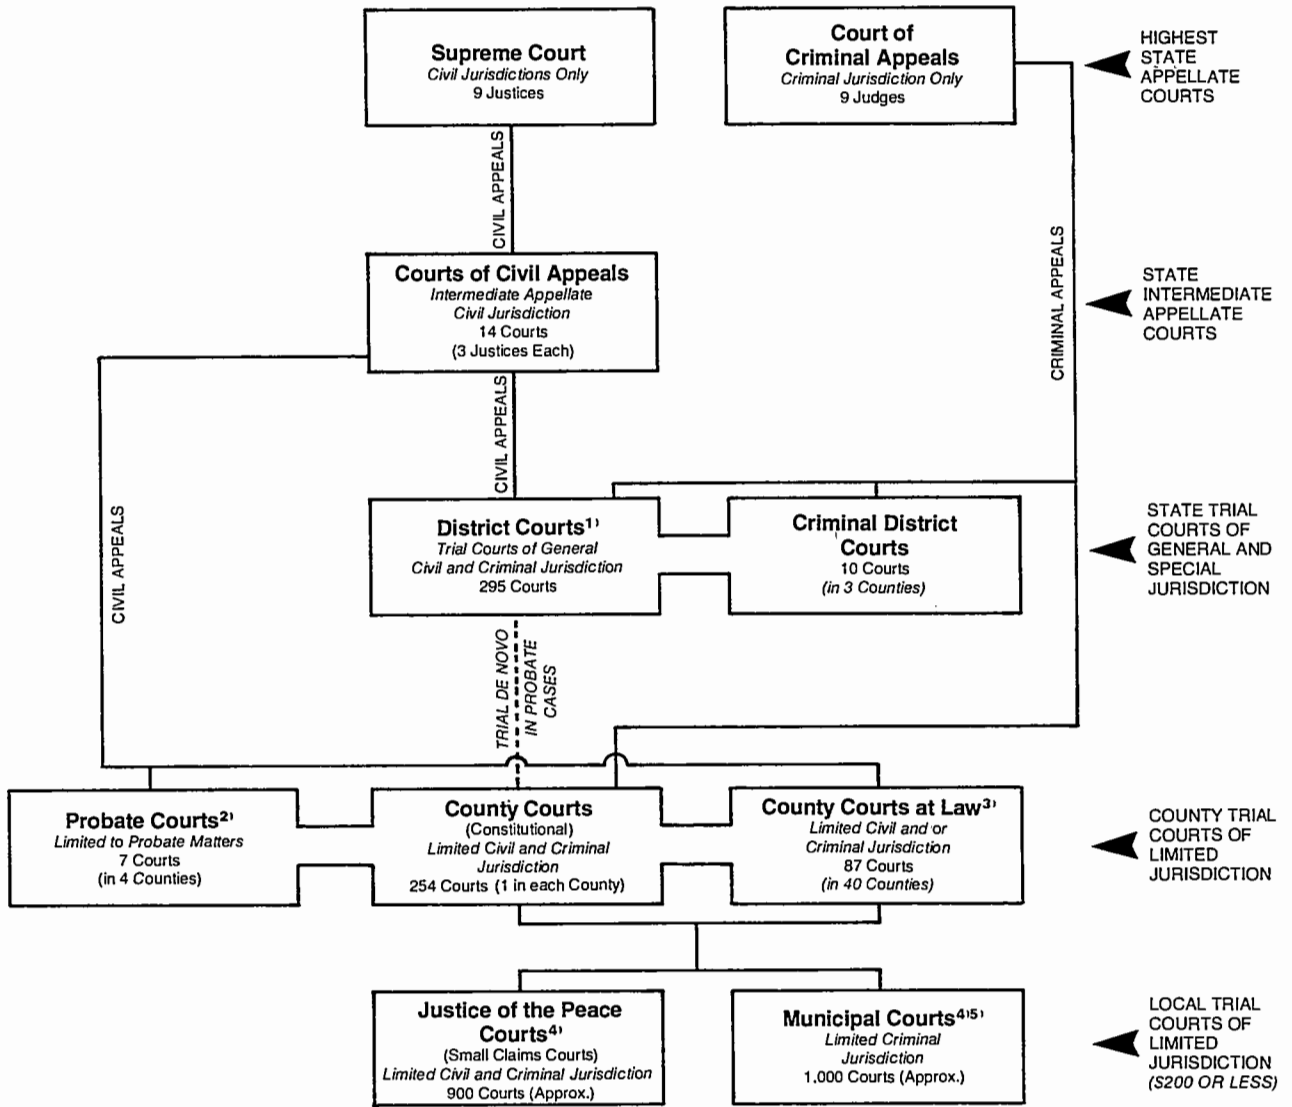 Supreme Court
Civil Jurisdictions Only
9 Justices
Court of
Criminal Appeals
Criminal Jurisdiction Only
9 Judges
HIGHEST
STATE
APPELLATE
COURTS
CIVIL APPEALS
Courts of Civil Appeals
Intermediate Appellate
Civil Jurisdiction
14 Courts
(3 Justices Each)
CRIMINAL APPEALS
STATE
INTERMEDIATE
APPELLATE
COURTS
CIVIL APPEALS
CIVIL APPEALS
District Courts¹⁾
Trial Courts of General
Civil and Criminal Jurisdiction
295 Courts
Criminal District
Courts
10 Courts
(in 3 Counties)
STATE TRIAL
COURTS OF
GENERAL AND
SPECIAL
JURISDICTION
TRIAL DE NOVO
IN PROBATE
CASES
Probate Courts²⁾
Limited to Probate Matters
7 Courts
(in 4 Counties)
County Courts
(Constitutional)
Limited Civil and Criminal
Jurisdiction
254 Courts (1 in each County)
County Courts at Law³⁾
Limited Civil and/or
Criminal Jurisdiction
87 Courts
(in 40 Counties)
COUNTY TRIAL
COURTS OF
LIMITED
JURISDICTION
Justice of the Peace
Courts⁴⁾
(Small Claims Courts)
Limited Civil and Criminal Jurisdiction
900 Courts (Approx.)
Municipal Courts⁴⁾⁵⁾
Limited Criminal
Jurisdiction
1,000 Courts (Approx.)
LOCAL TRIAL
COURTS OF
LIMITED
JURISDICTION
($200 OR LESS)